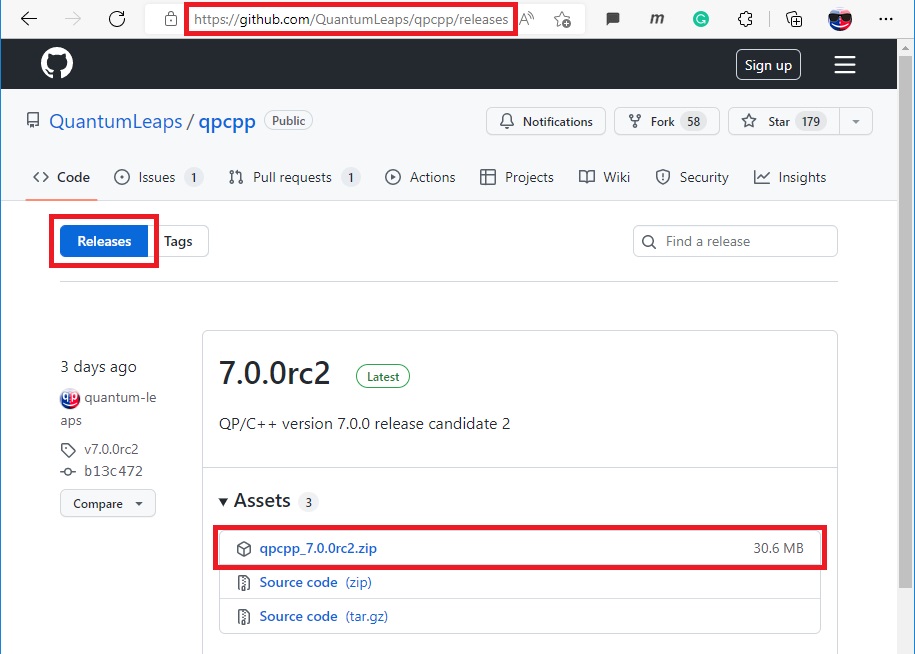 https://github.com/QuantumLeaps/qpcpp/releases
Sign up
QuantumLeaps / qpcpp Public
Notifications Fork 58 Star 179
<> Code Issues 1 Pull requests 1 Actions Projects Wiki Security Insights
Releases Tags Find a release
3 days ago
quantum-le
aps
v7.0.0rc2
b13c472
Compare
7.0.0rc2 Latest
QP/C++ version 7.0.0 release candidate 2
Assets 3
qpcpp_7.0.0rc2.zip 30.6 MB
Source code (zip)
Source code (tar.gz)